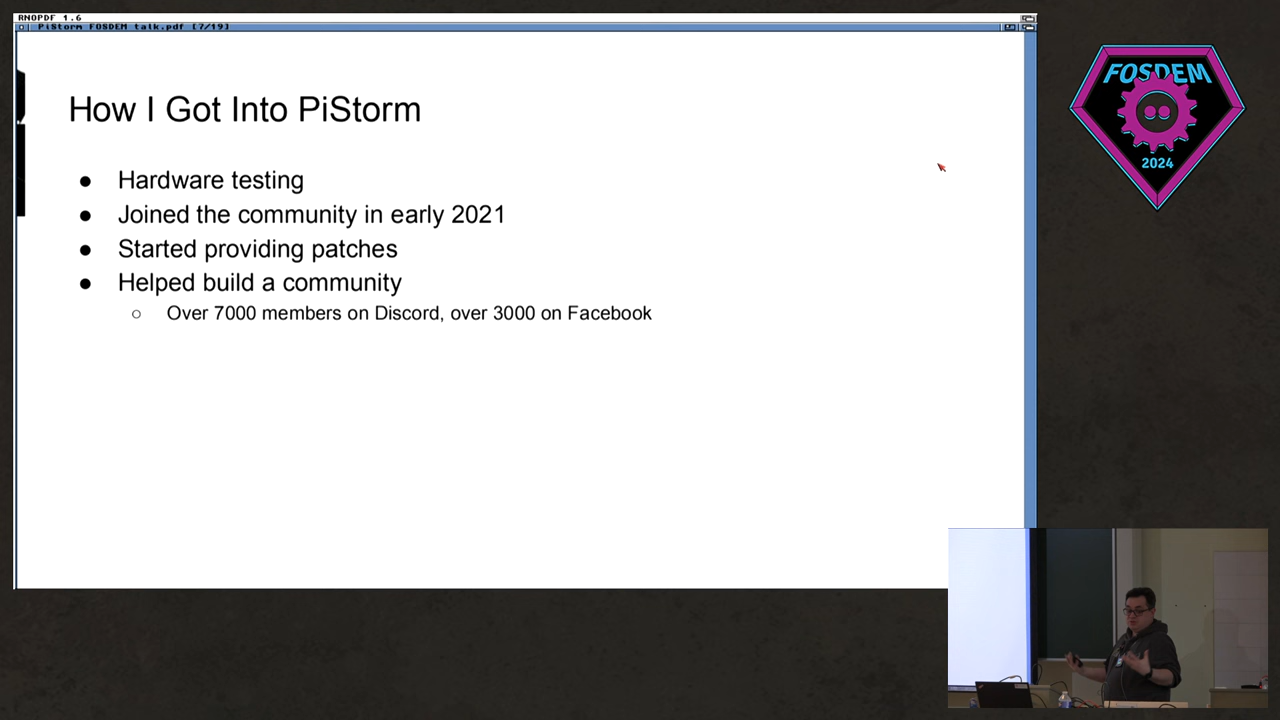 RNOPDF 1.6
PiStorm FOSDEM talk.pdf [7/19]
How I Got Into PiStorm
● Hardware testing
● Joined the community in early 2021
● Started providing patches
● Helped build a community
○ Over 7000 members on Discord, over 3000 on Facebook
FOSDEM
2024